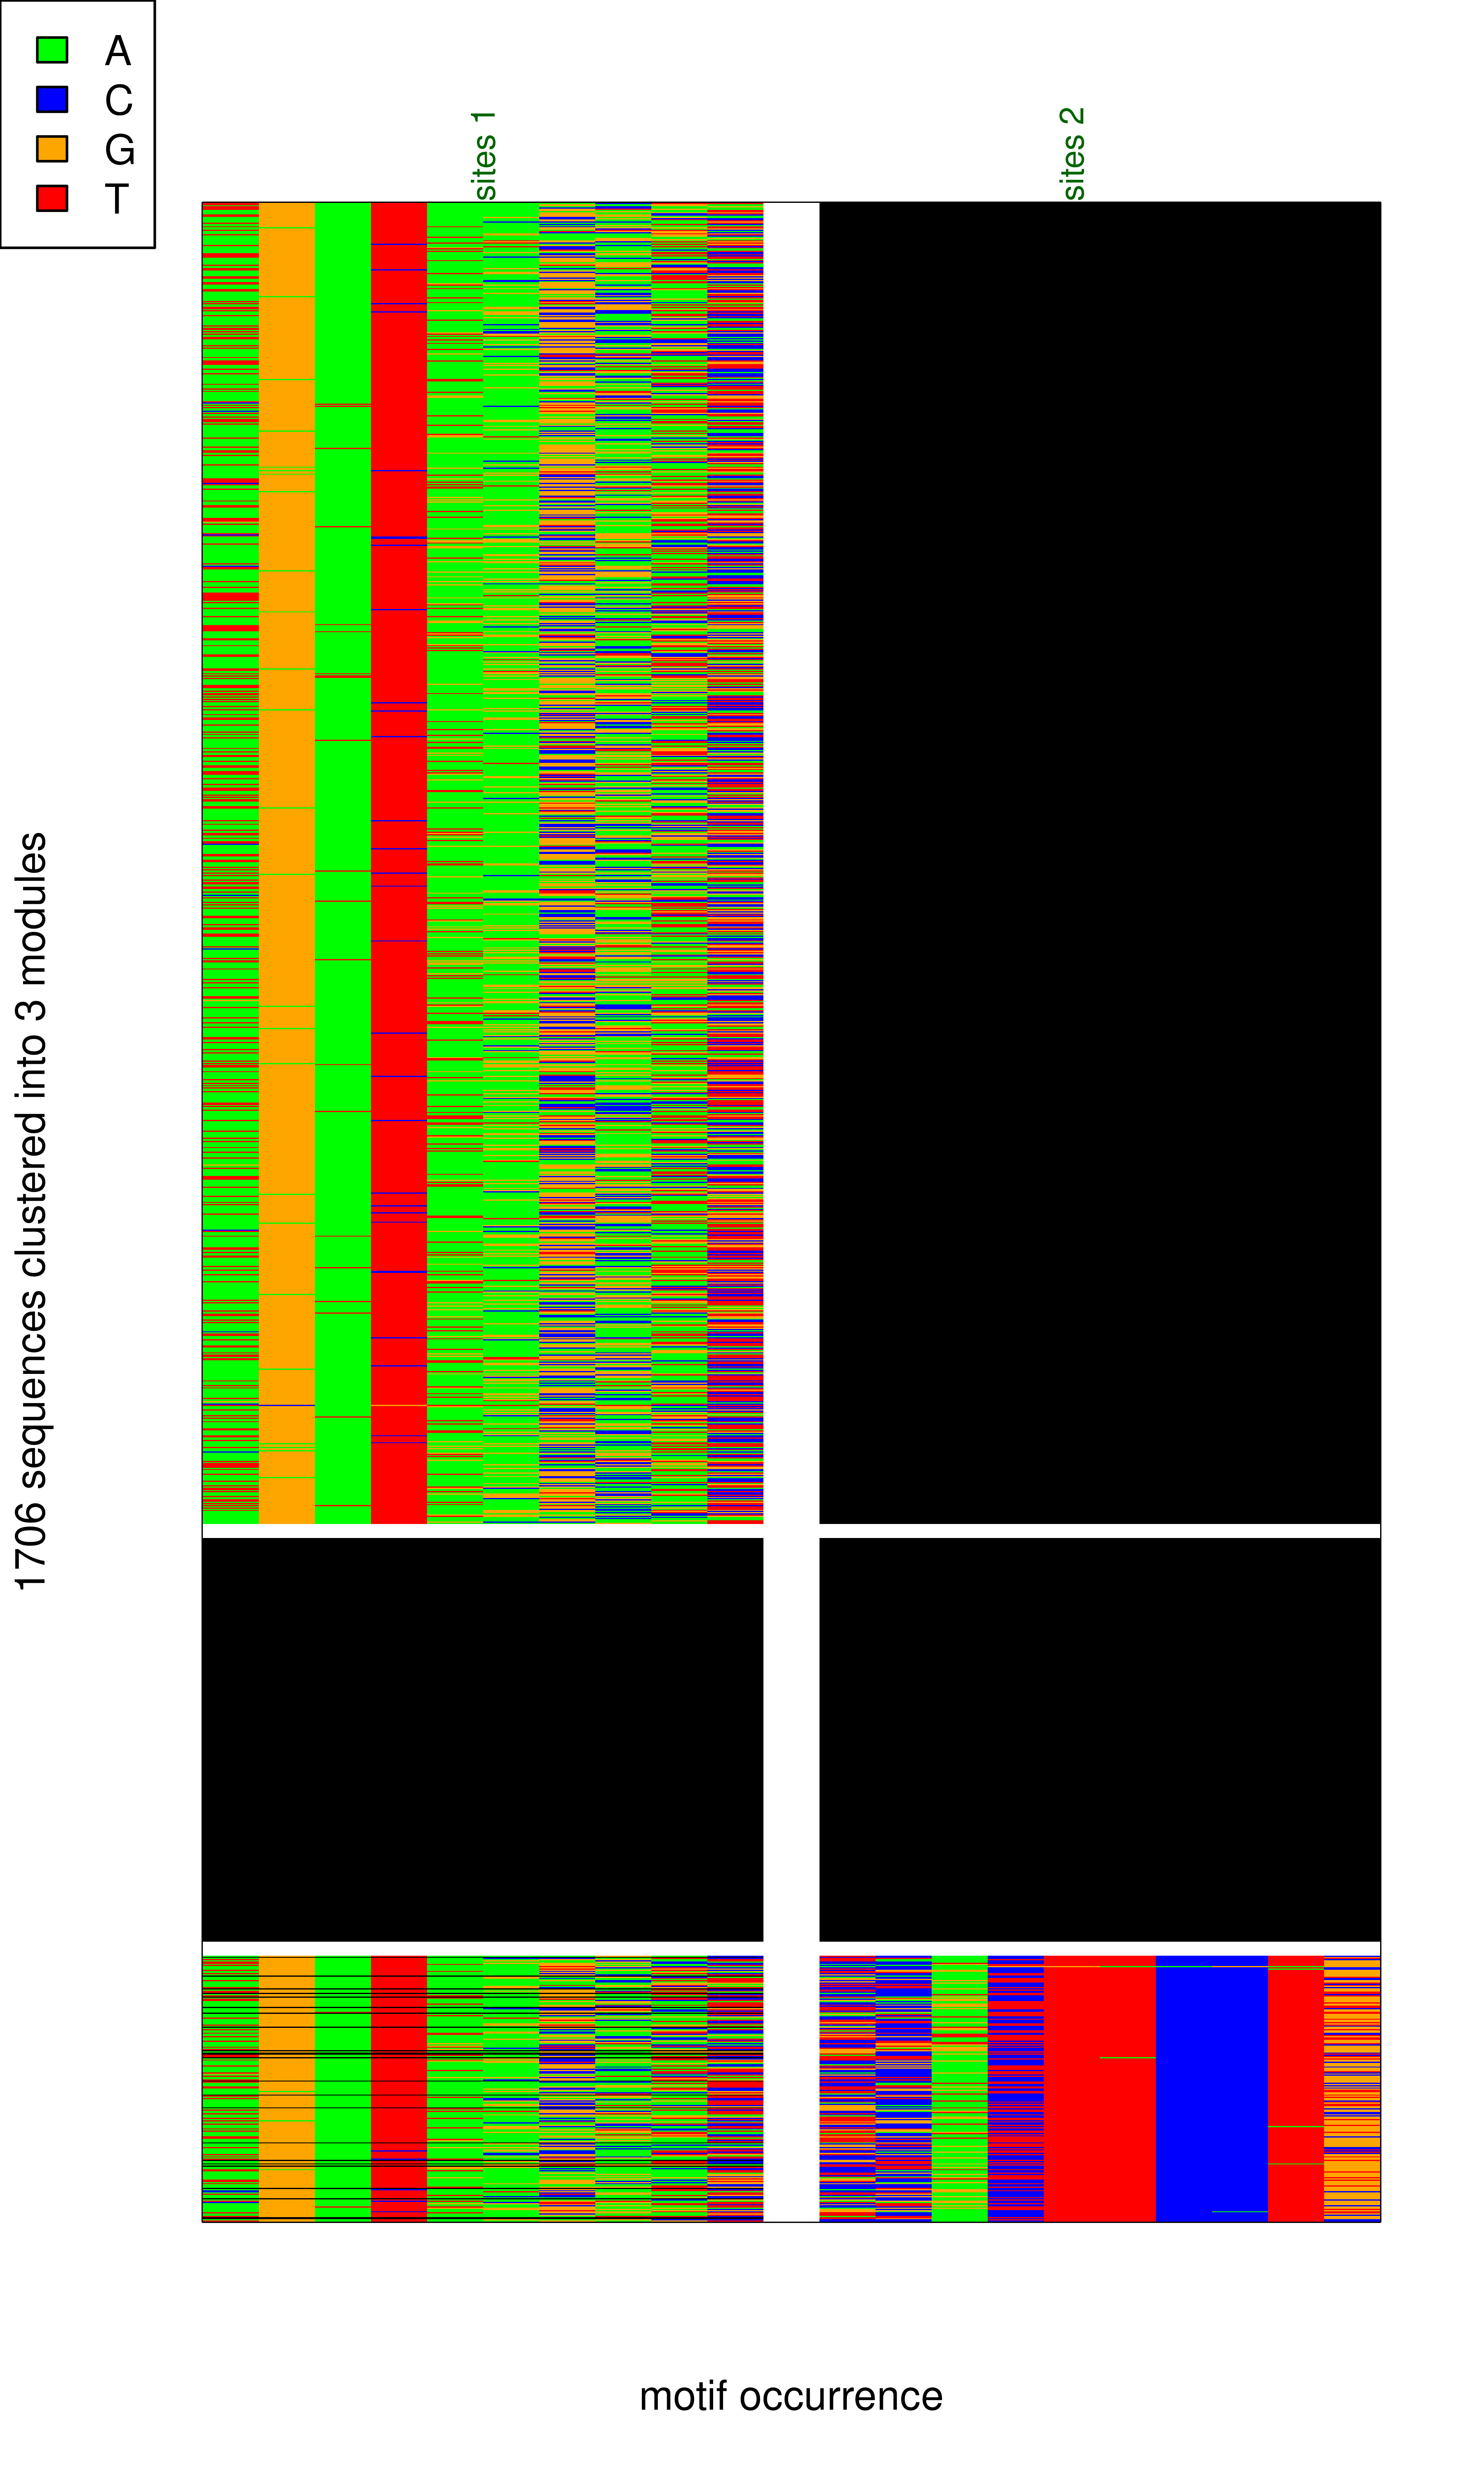 A
C
G
T
sites 1
sites 2
1706 sequences clustered into 3 modules
motif occurrence